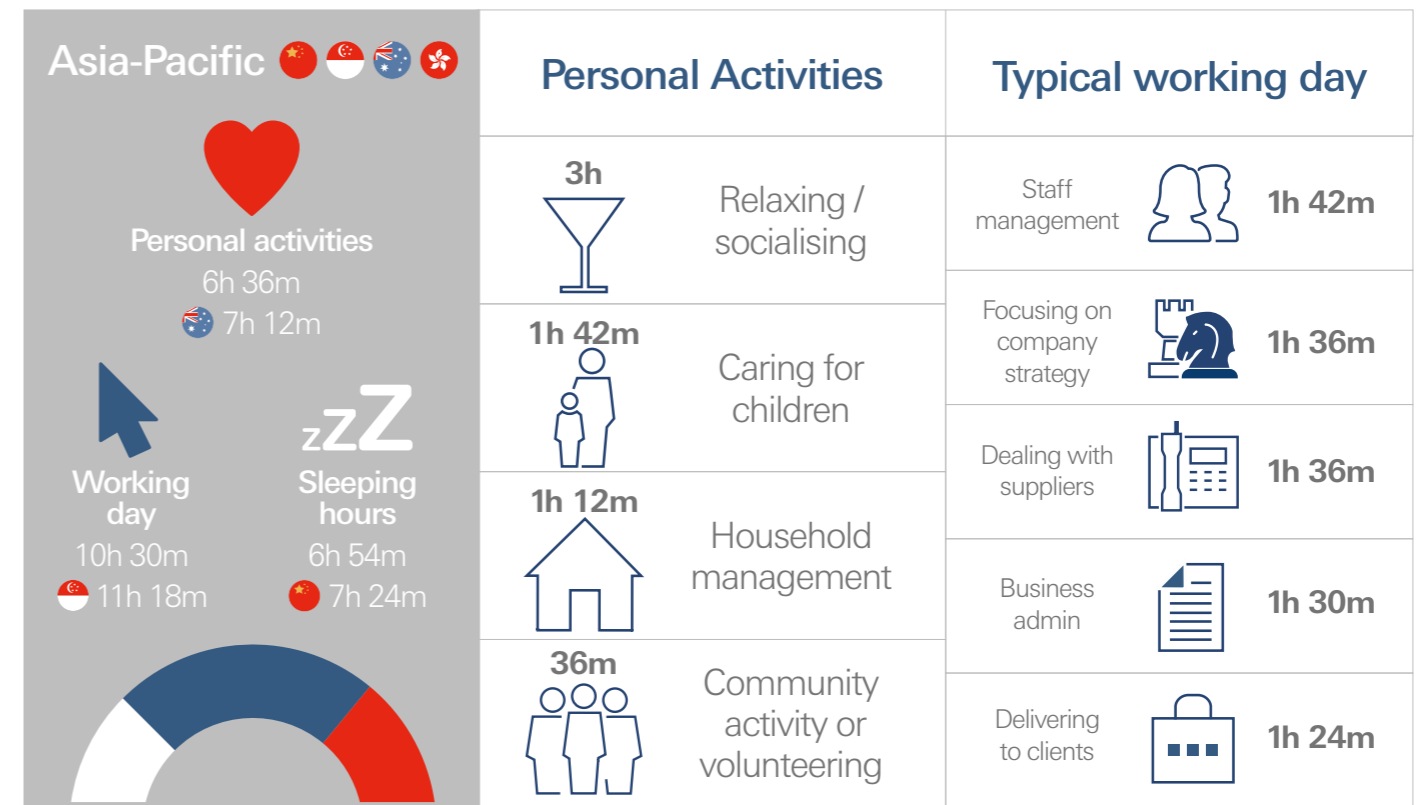 Asia-Pacific
Personal activities
6h 36m
7h 12m
zZZ
Working
day
10h 30m
11h 18m
Sleeping
hours
6h 54m
7h 24m
Personal Activities
3h
Relaxing /
socialising
1h 42m
Caring for
children
1h 12m
Household
management
36m
Community
activity or
volunteering
Typical working day
Staff
management
1h 42m
Focusing on
company
strategy
1h 36m
Dealing with
suppliers
1h 36m
Business
admin
1h 30m
Delivering
to clients
1h 24m